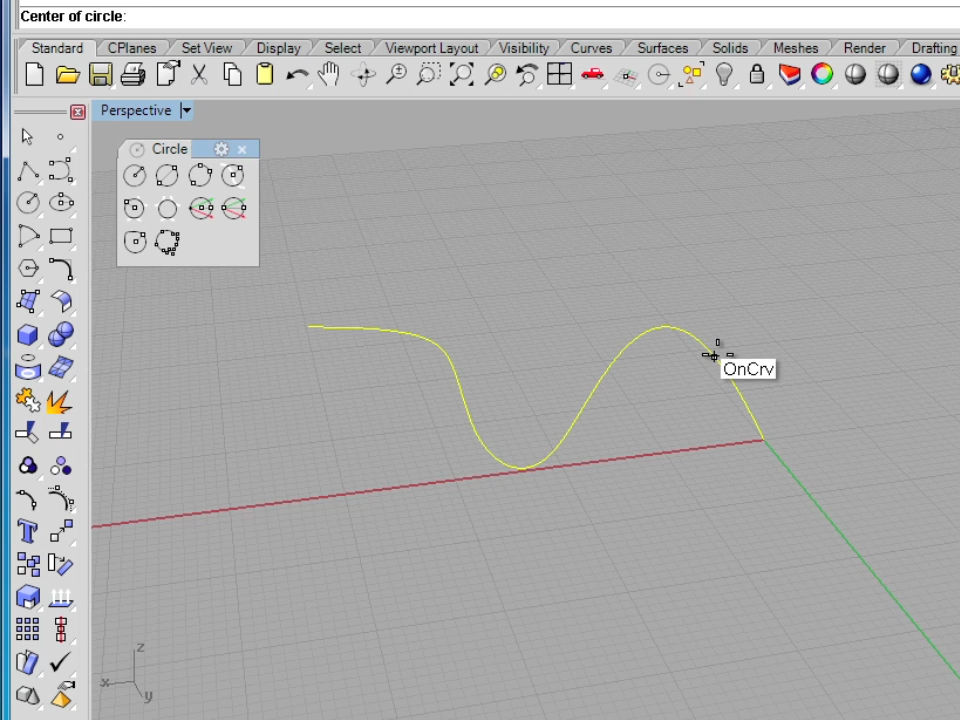 Center of circle:
Standard CPlanes Set View Display Select Viewport Layout Visibility Curves Surfaces Solids Meshes Render Drafting
Perspective
Circle
OnCrv
z
x
y